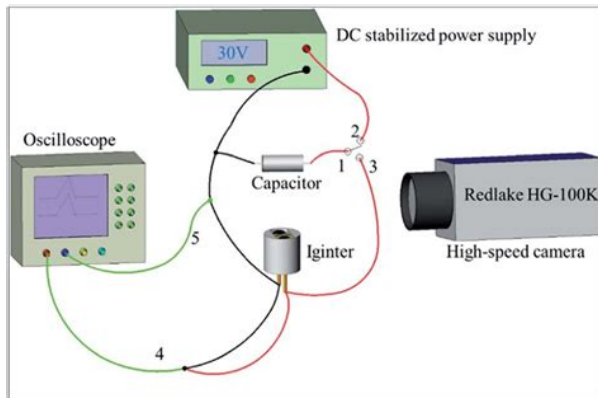 DC stabilized power supply
30V
Oscilloscope
2
1
3
Capacitor
Redlake HG-100K
5
Iginter
High-speed camera
4